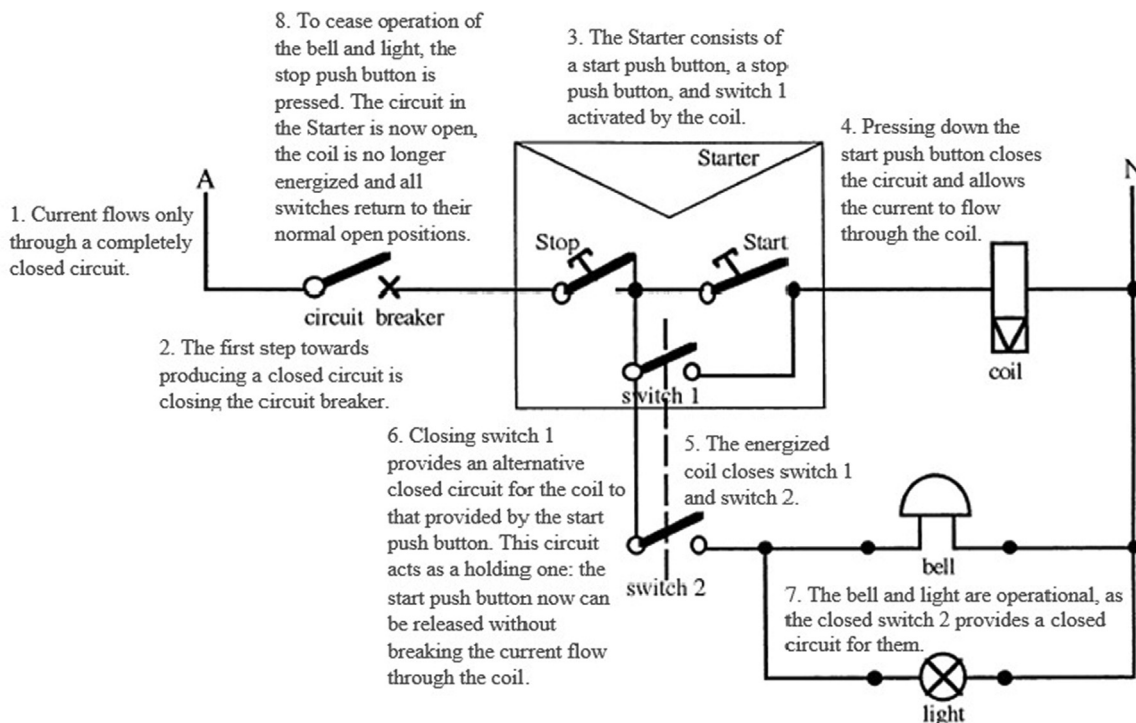 8. To cease operation of
the bell and light, the
stop push button is
pressed. The circuit in
the Starter is now open,
the coil is no longer
energized and all
switches return to their
normal open positions.
3. The Starter consists of
a start push button, a stop
push button, and switch 1
activated by the coil.
4. Pressing down the
start push button closes
the circuit and allows
the current to flow
through the coil.
Starter
A
N
1. Current flows only
through a completely
closed circuit.
Stop
Start
circuit breaker
coil
2. The first step towards
producing a closed circuit is
closing the circuit breaker.
switch 1
6. Closing switch 1
provides an alternative
closed circuit for the coil to
that provided by the start
push button. This circuit
acts as a holding one: the
start push button now can
be released without
breaking the current flow
through the coil.
5. The energized
coil closes switch 1
and switch 2.
switch 2
bell
7. The bell and light are operational, as
the closed switch 2 provides a closed
circuit for them.
light